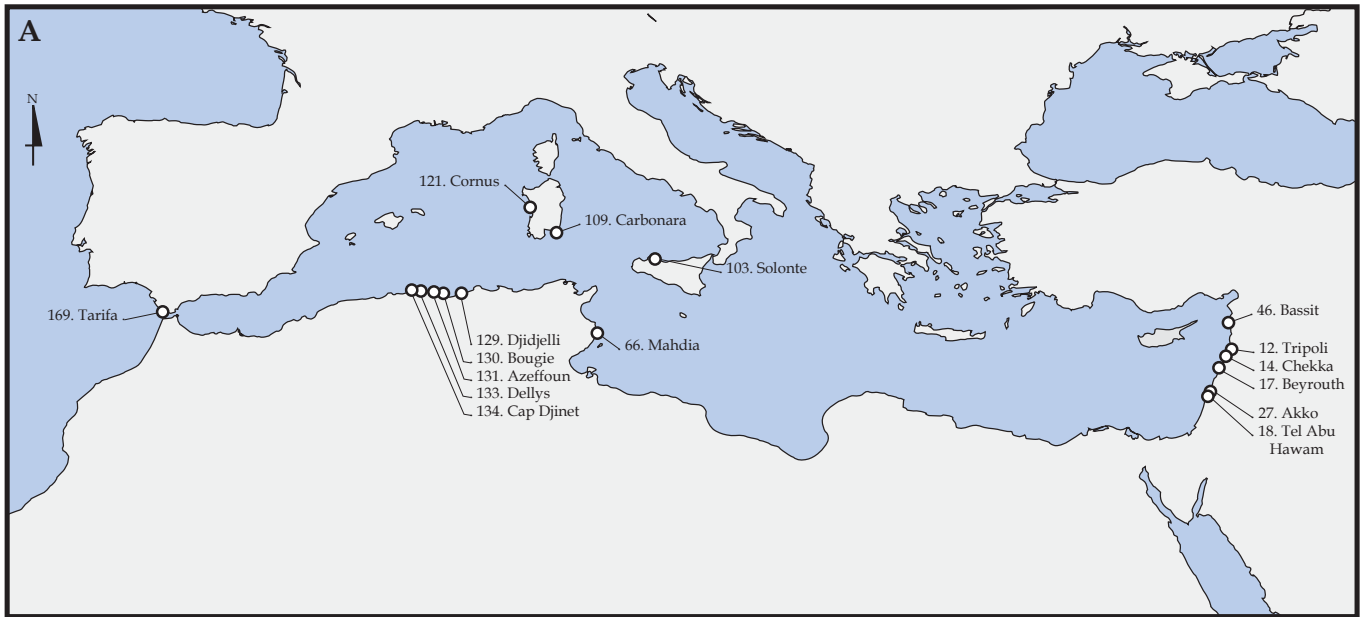 A
N
121. Cornus
109. Carbonara
103. Solonte
169. Tarifa
129. Djidjelli
130. Bougie
131. Azeffoun
133. Dellys
134. Cap Djinet
66. Mahdia
46. Bassit
12. Tripoli
14. Chekka
17. Beyrouth
27. Akko
18. Tel Abu
Hawam